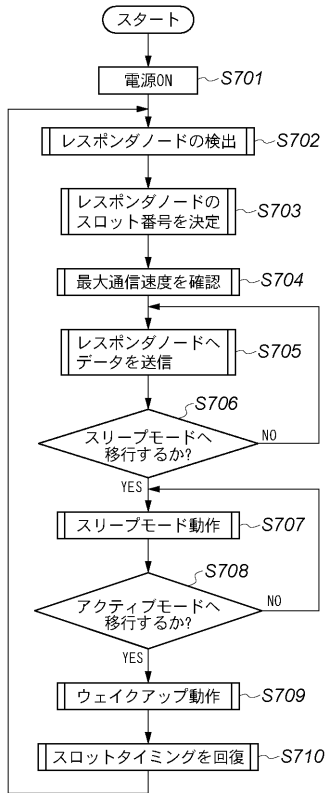 スタート
電源ON
S701
レスポンダノードの検出
S702
レスポンダノードの
スロット番号を決定
S703
最大通信速度を確認
S704
レスポンダノードへ
データを送信
S705
S706
スリープモードへ
移行するか?
NO
YES
スリープモード動作
S707
S708
アクティブモードへ
移行するか?
NO
YES
ウェイクアップ動作
S709
スロットタイミングを回復
S710